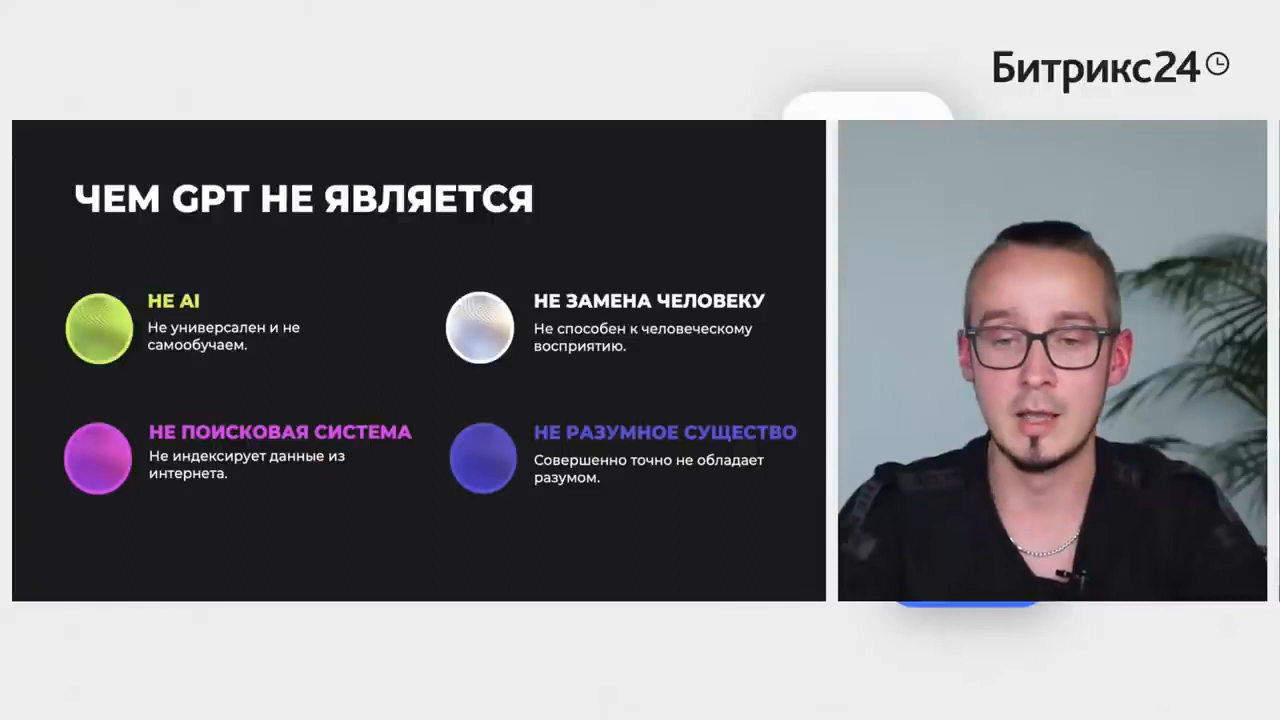 Битрикс24
ЧЕМ GPT НЕ ЯВЛЯЕТСЯ
НЕ AI
Не универсален и не
самообучаем.
НЕ ЗАМЕНА ЧЕЛОВЕКУ
Не способен к человеческому
восприятию.
НЕ ПОИСКОВАЯ СИСТЕМА
Не индексирует данные из
интернета.
НЕ РАЗУМНОЕ СУЩЕСТВО
Совершенно точно не обладает
разумом.